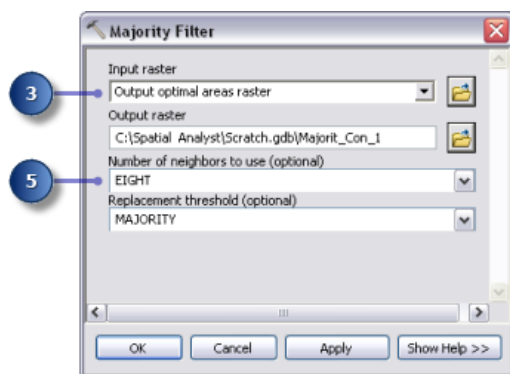 Majority Filter
Input raster
3
Output optimal areas raster
Output raster
C:\Spatial Analyst\Scratch.gdb\Majorit_Con_1
Number of neighbors to use (optional)
5
EIGHT
Replacement threshold (optional)
MAJORITY
OK Cancel Apply Show Help >>